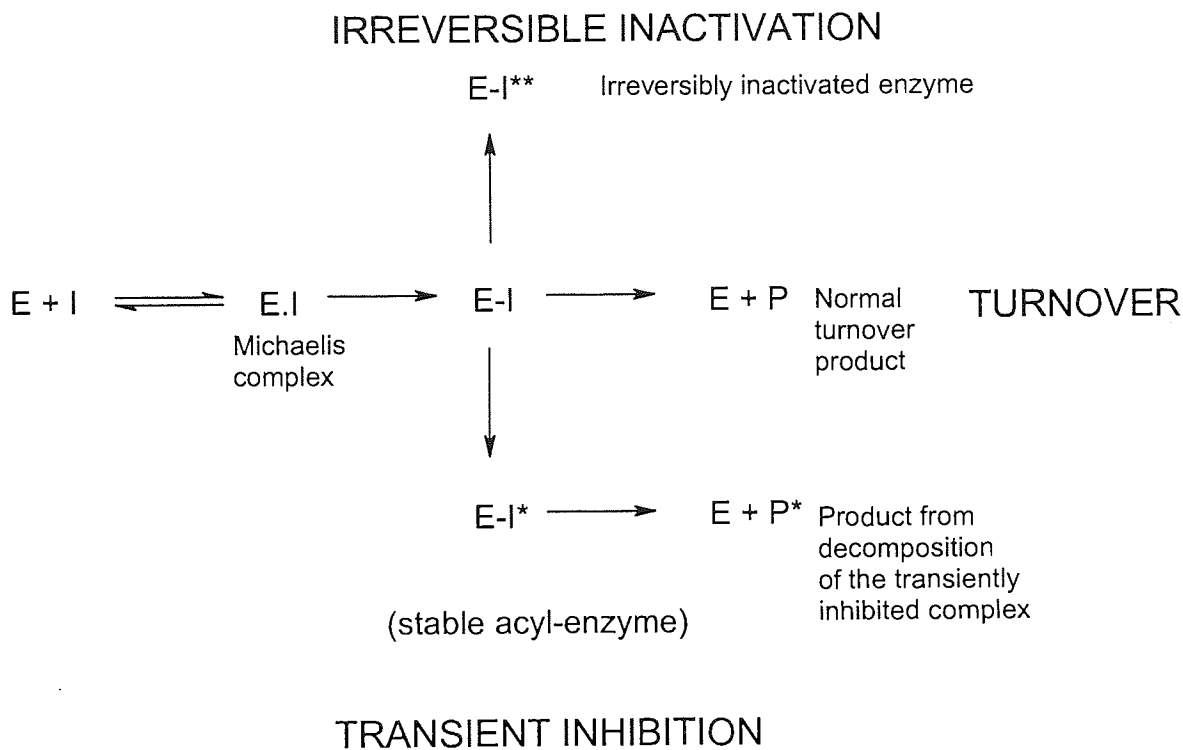 IRREVERSIBLE INACTIVATION
E-I** Irreversibly inactivated enzyme
E + I E.I E-I E + P Normal TURNOVER
turnover
product
Michaelis
complex
E-I* E + P* Product from
decomposition
of the transiently
inhibited complex
(stable acyl-enzyme)
TRANSIENT INHIBITION